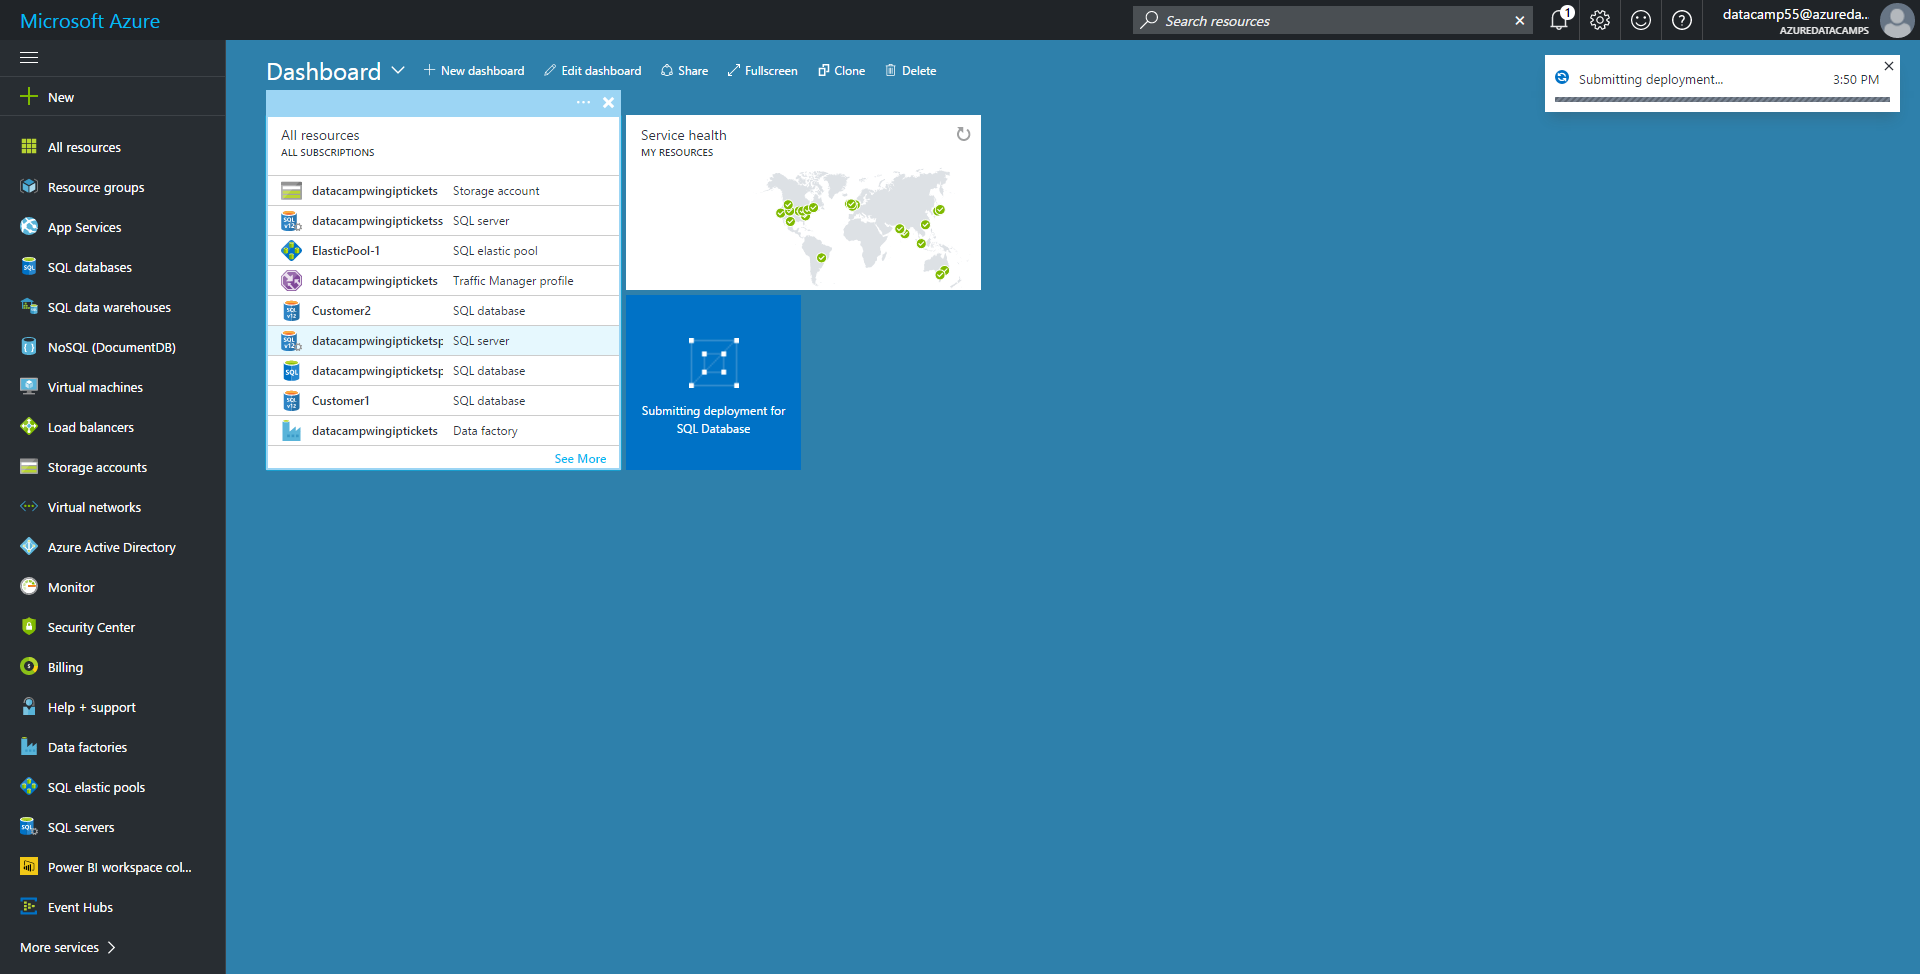 Microsoft Azure
Search resources
1
datacamp55@azureda...
AZUREDATACAMPS
New
All resources
Resource groups
App Services
SQL databases
SQL data warehouses
NoSQL (DocumentDB)
Virtual machines
Load balancers
Storage accounts
Virtual networks
Azure Active Directory
Monitor
Security Center
Billing
Help + support
Data factories
SQL elastic pools
SQL servers
Power BI workspace col...
Event Hubs
More services
Dashboard
New dashboard
Edit dashboard
Share
Fullscreen
Clone
Delete
All resources
ALL SUBSCRIPTIONS
datacampwingiptickets Storage account
datacampwingipticketss SQL server
ElasticPool-1 SQL elastic pool
datacampwingiptickets Traffic Manager profile
Customer2 SQL database
datacampwingipticketsp SQL server
datacampwingipticketsp SQL database
Customer1 SQL database
datacampwingiptickets Data factory
See More
Service health
MY RESOURCES
Submitting deployment for
SQL Database
Submitting deployment... 3:50 PM